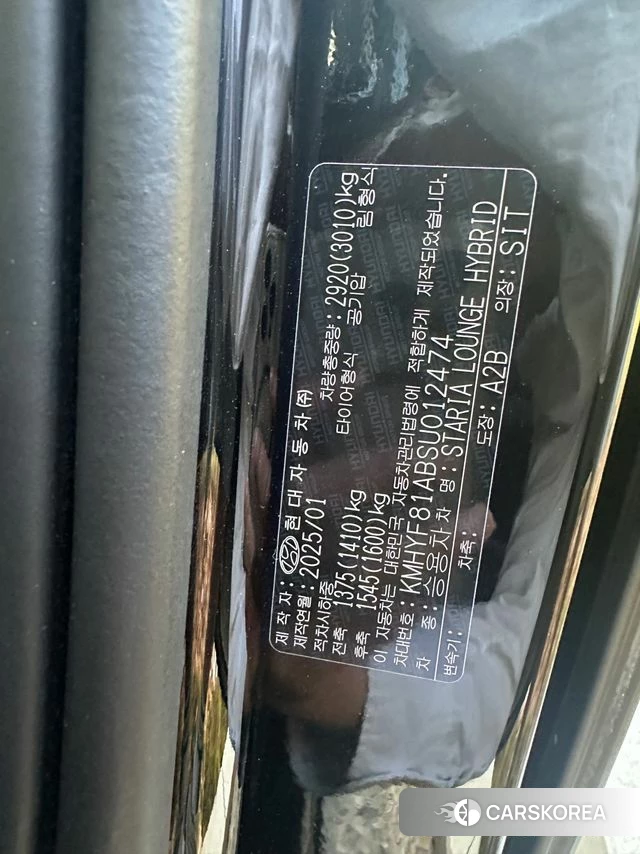 제 작 자 : HYUNDAI 현 대 자 동 차 (주)
제작연월 : 2025/01 차량총중량 : 2920(3010)kg
적차시하중 타이어형식 공기압 림형식
전축 1375(1410)kg
후축 1545(1600)kg
이 자동차는 대한민국 자동차관리법령에 적합하게 제작되었습니다.
차대번호 : KMHYF81ABSU012474
차 종 : 승용차 차 명 : STARIA LOUNGE HYBRID
변속기 : 차축 : 도장 : A2B 의장 : SIT
CARSKOREA